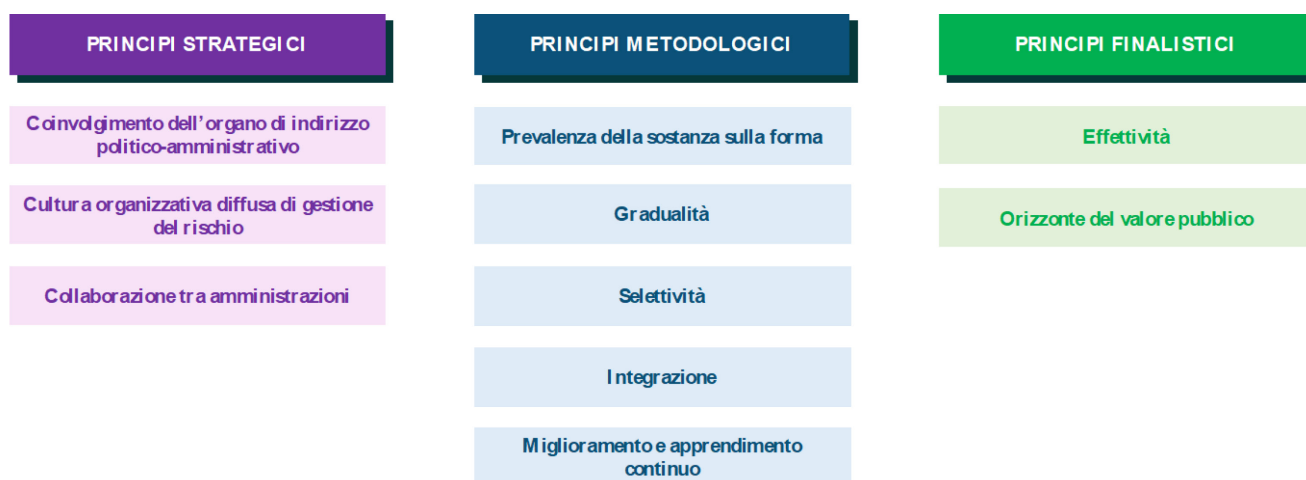 PRINCIPI STRATEGICI
Coinvolgimento dell'organo di indirizzo
politico-amministrativo
Cultura organizzativa diffusa di gestione
del rischio
Collaborazione tra amministrazioni
PRINCIPI METODOLOGICI
Prevalenza della sostanza sulla forma
Gradualità
Selettività
Integrazione
Miglioramento e apprendimento
continuo
PRINCIPI FINALISTICI
Effettività
Orizzonte del valore pubblico